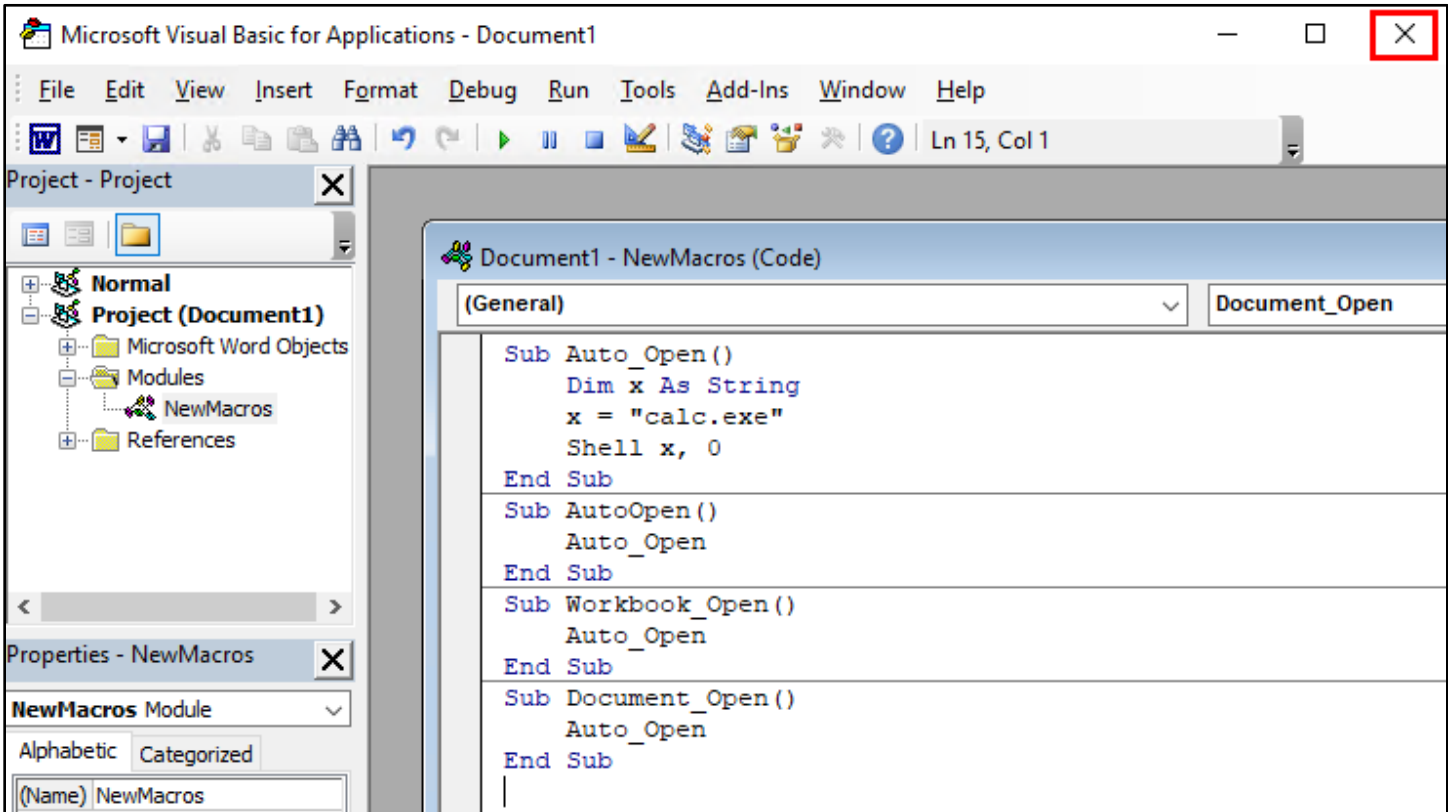 Microsoft Visual Basic for Applications - Document1
File Edit View Insert Format Debug Run Tools Add-Ins Window Help
Ln 15, Col 1
Project - Project
Normal
Project (Document1)
Microsoft Word Objects
Modules
NewMacros
References
Properties - NewMacros
NewMacros Module
Alphabetic Categorized
(Name) NewMacros
Document1 - NewMacros (Code)
(General) Document_Open
Sub Auto_Open()
    Dim x As String
    x = "calc.exe"
    Shell x, 0
End Sub
Sub AutoOpen()
    Auto_Open
End Sub
Sub Workbook_Open()
    Auto_Open
End Sub
Sub Document_Open()
    Auto_Open
End Sub